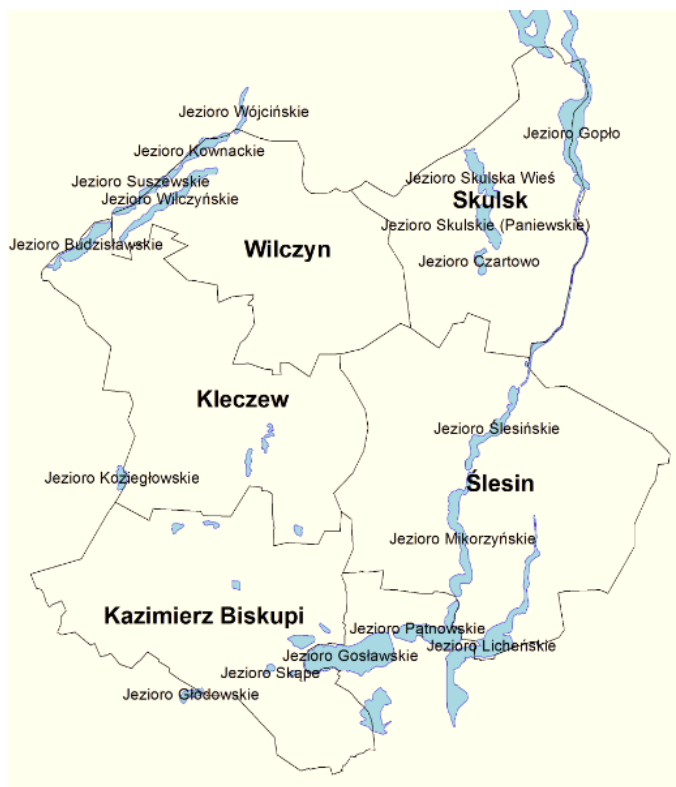 Jezioro Wójcińskie
Jezioro Gopło
Jezioro Kownackie
Jezioro Skulska Wieś
Jezioro Suszewskie
Jezioro Wilczyńskie
Skulsk
Jezioro Skulskie (Paniewskie)
Jezioro Budzisławskie
Wilczyn
Jezioro Czartowo
Kleczew
Jezioro Ślesińskie
Jezioro Koziegłowskie
Ślesin
Jezioro Mikorzyńskie
Kazimierz Biskupi
Jezioro Pątnowskie
Jezioro Licheńskie
Jezioro Gosławskie
Jezioro Skąpe
Jezioro Głodowskie